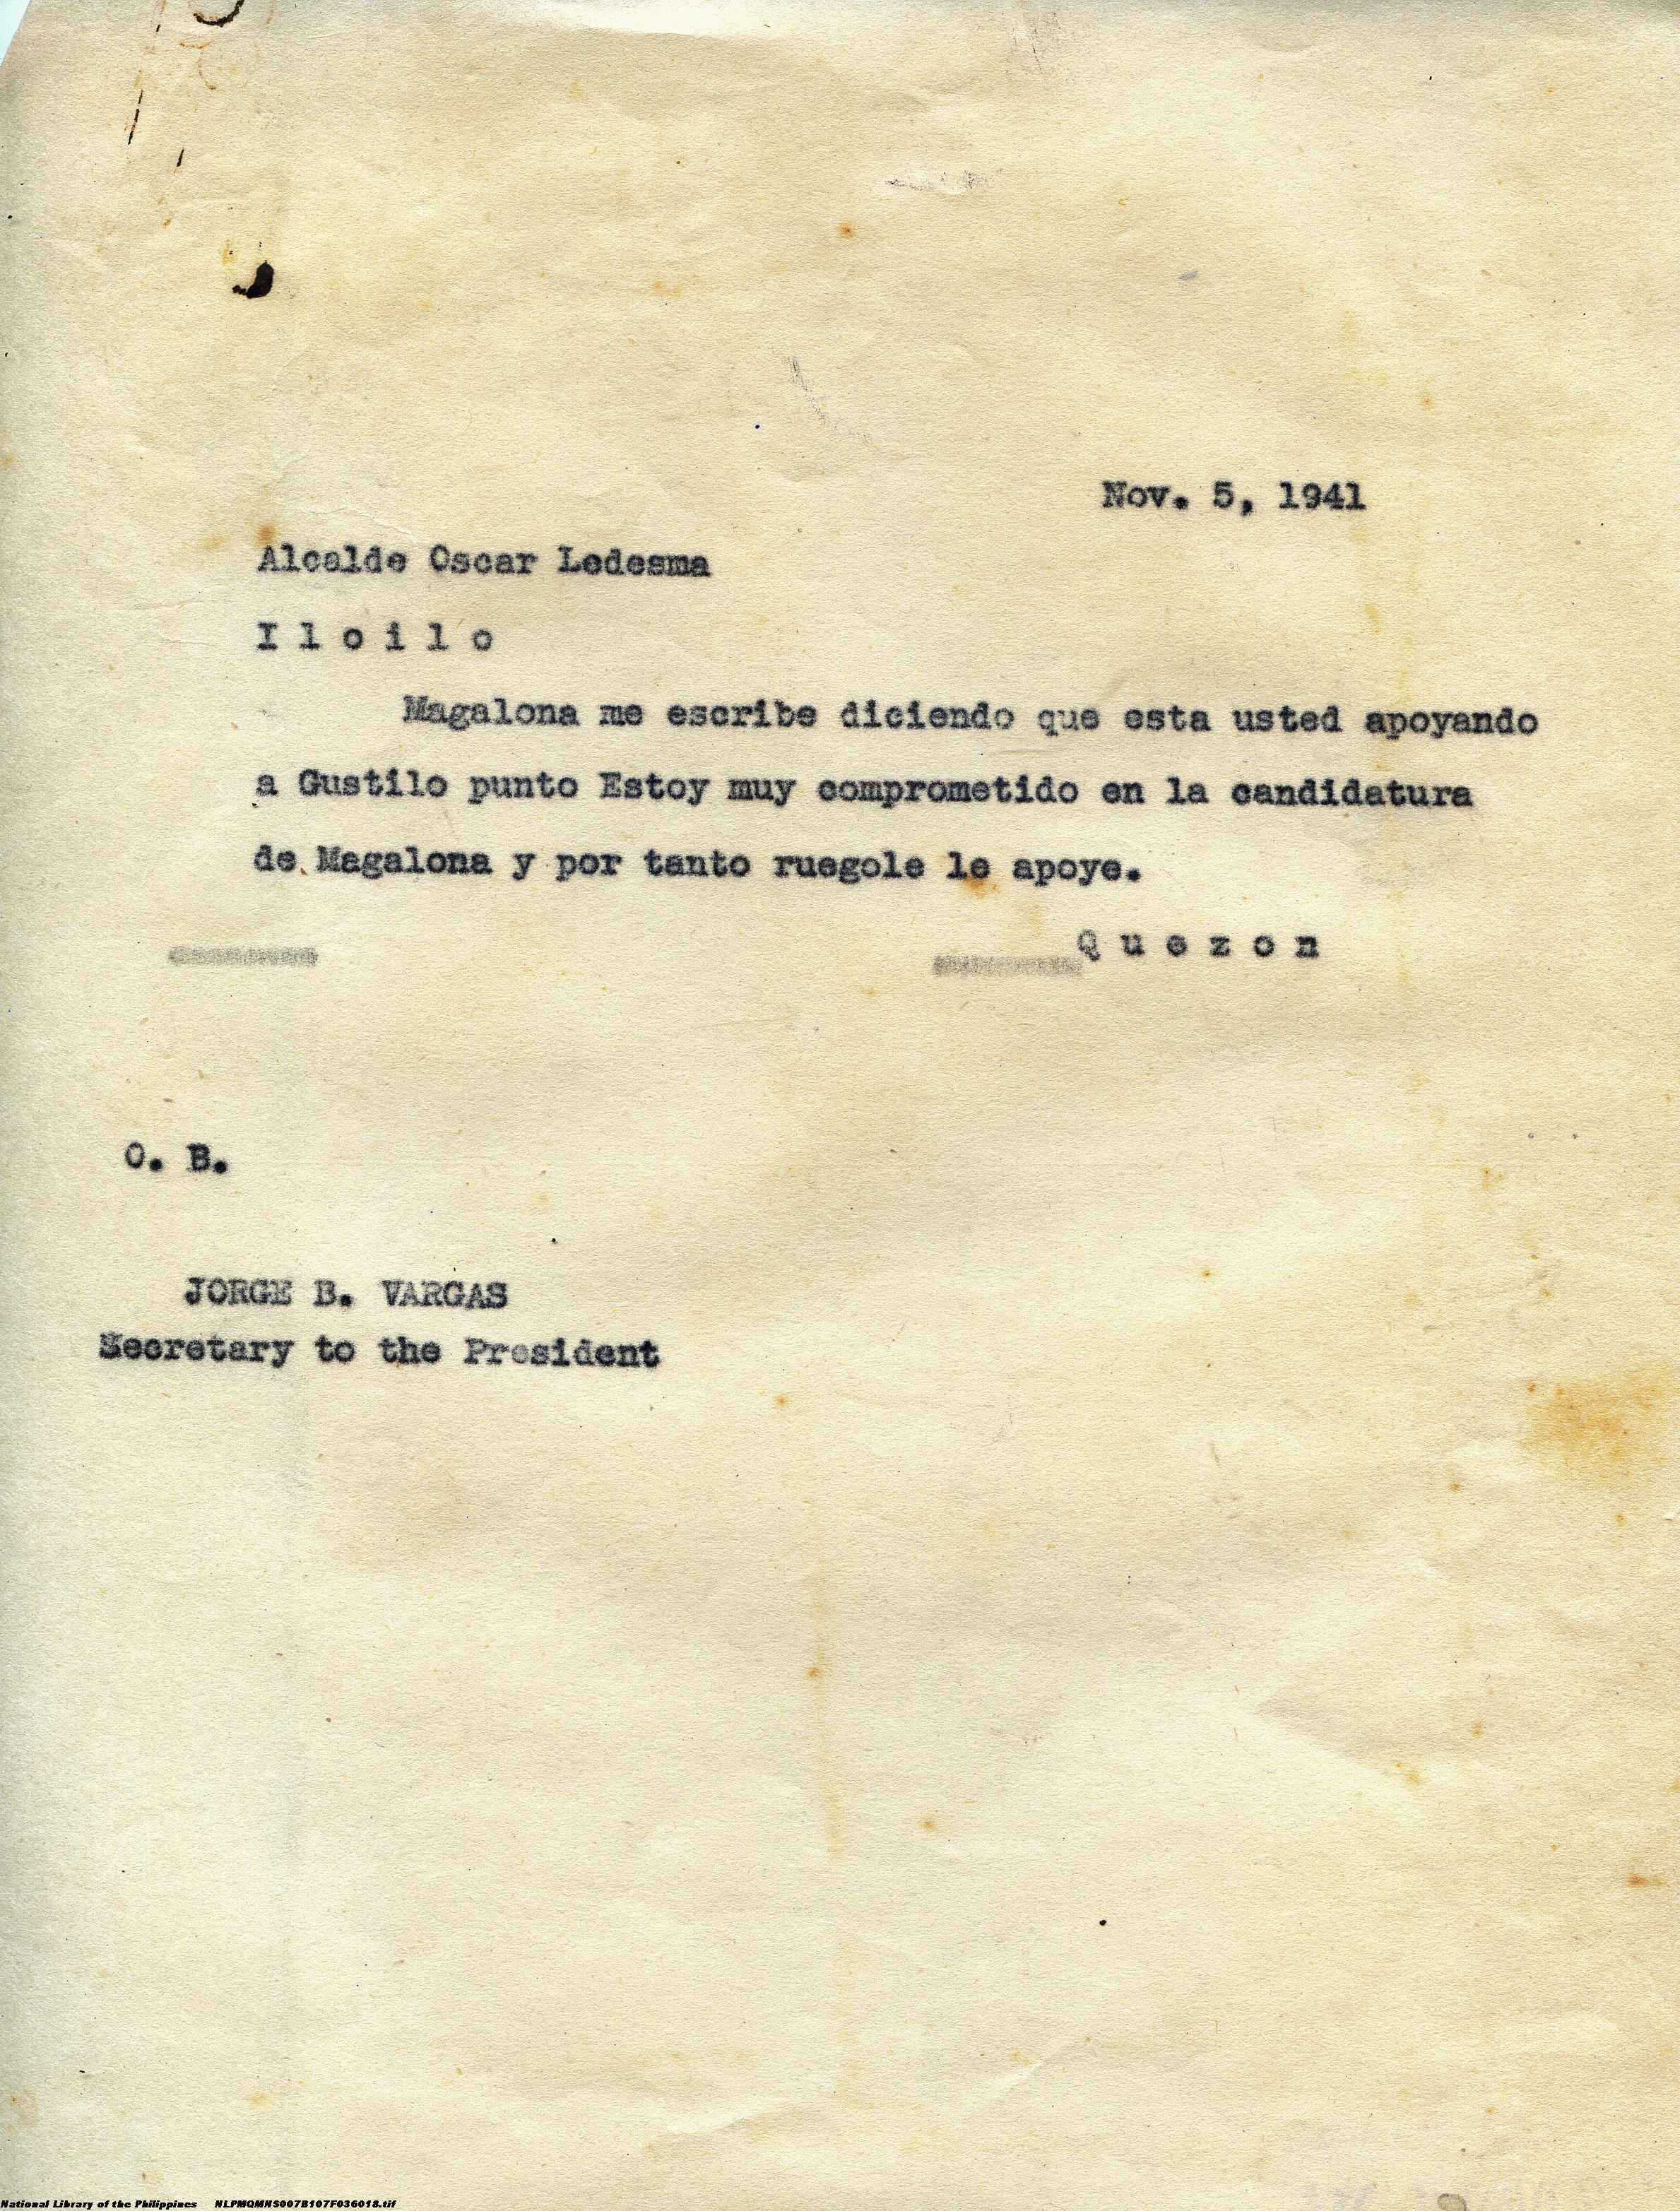 Nov. 5, 1941
Alcalde Oscar Ledesma
I l o i l o
Magalona me escribe diciendo que esta usted apoyando
a Gustilo punto Estoy muy comprometido en la candidatura
de Magalona y por tanto ruegole le apoye.
Q u e z o n
O. B.
JORGE B. VARGAS
Secretary to the President
National Library of the Philippines NLPMQMNS007B107F036018.tif